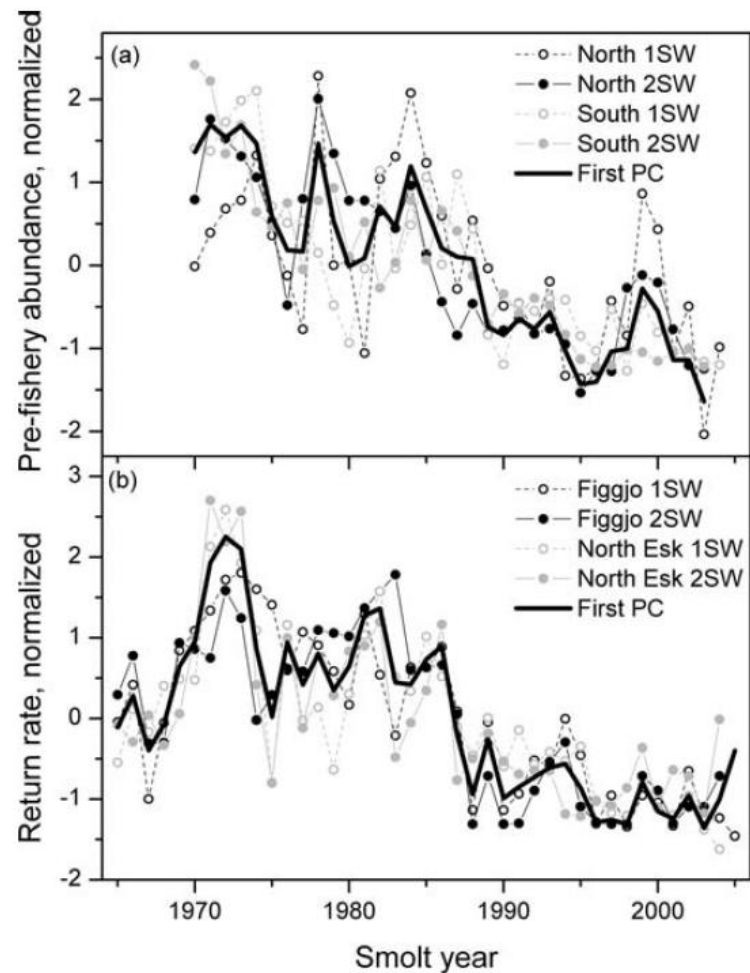 (a)
North 1SW
North 2SW
South 1SW
South 2SW
First PC
Pre-fishery abundance, normalized
2
1
0
-1
-2
(b)
Figgjo 1SW
Figgjo 2SW
North Esk 1SW
North Esk 2SW
First PC
Return rate, normalized
3
2
1
0
-1
-2
1970 1980 1990 2000
Smolt year